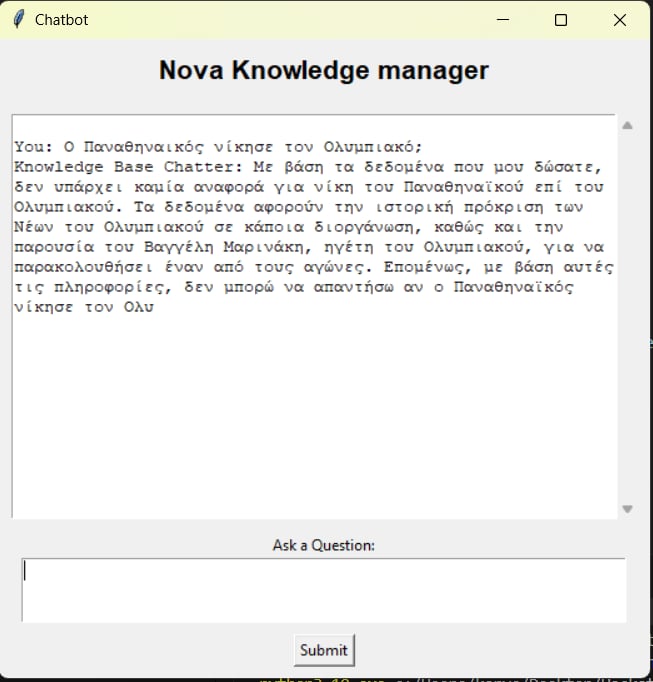 Chatbot
Nova Knowledge manager
You: Ο Παναθηναικός νίκησε τον Ολυμπιακό;
Knowledge Base Chatter: Με βάση τα δεδομένα που μου δώσατε,
δεν υπάρχει καμία αναφορά για νίκη του Παναθηναϊκού επί του
Ολυμπιακού. Τα δεδομένα αφορούν την ιστορική πρόκριση των
Νέων του Ολυμπιακού σε κάποια διοργάνωση, καθώς και την
παρουσία του Βαγγέλη Μαρινάκη, ηγέτη του Ολυμπιακού, για να
παρακολουθήσει έναν από τους αγώνες. Επομένως, με βάση αυτές
τις πληροφορίες, δεν μπορώ να απαντήσω αν ο Παναθηναϊκός
νίκησε τον Ολυ
Ask a Question:
Submit